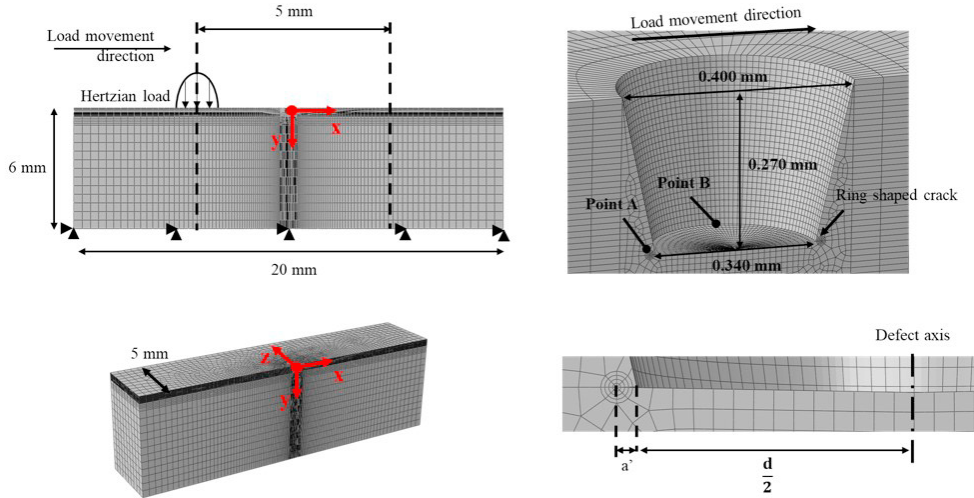 5 mm
Load movement
direction
Hertzian load
x
y
6 mm
20 mm
Load movement direction
0.400 mm
0.270 mm
Point B
Point A
Ring shaped crack
0.340 mm
5 mm
z
x
y
Defect axis
a’
d
2